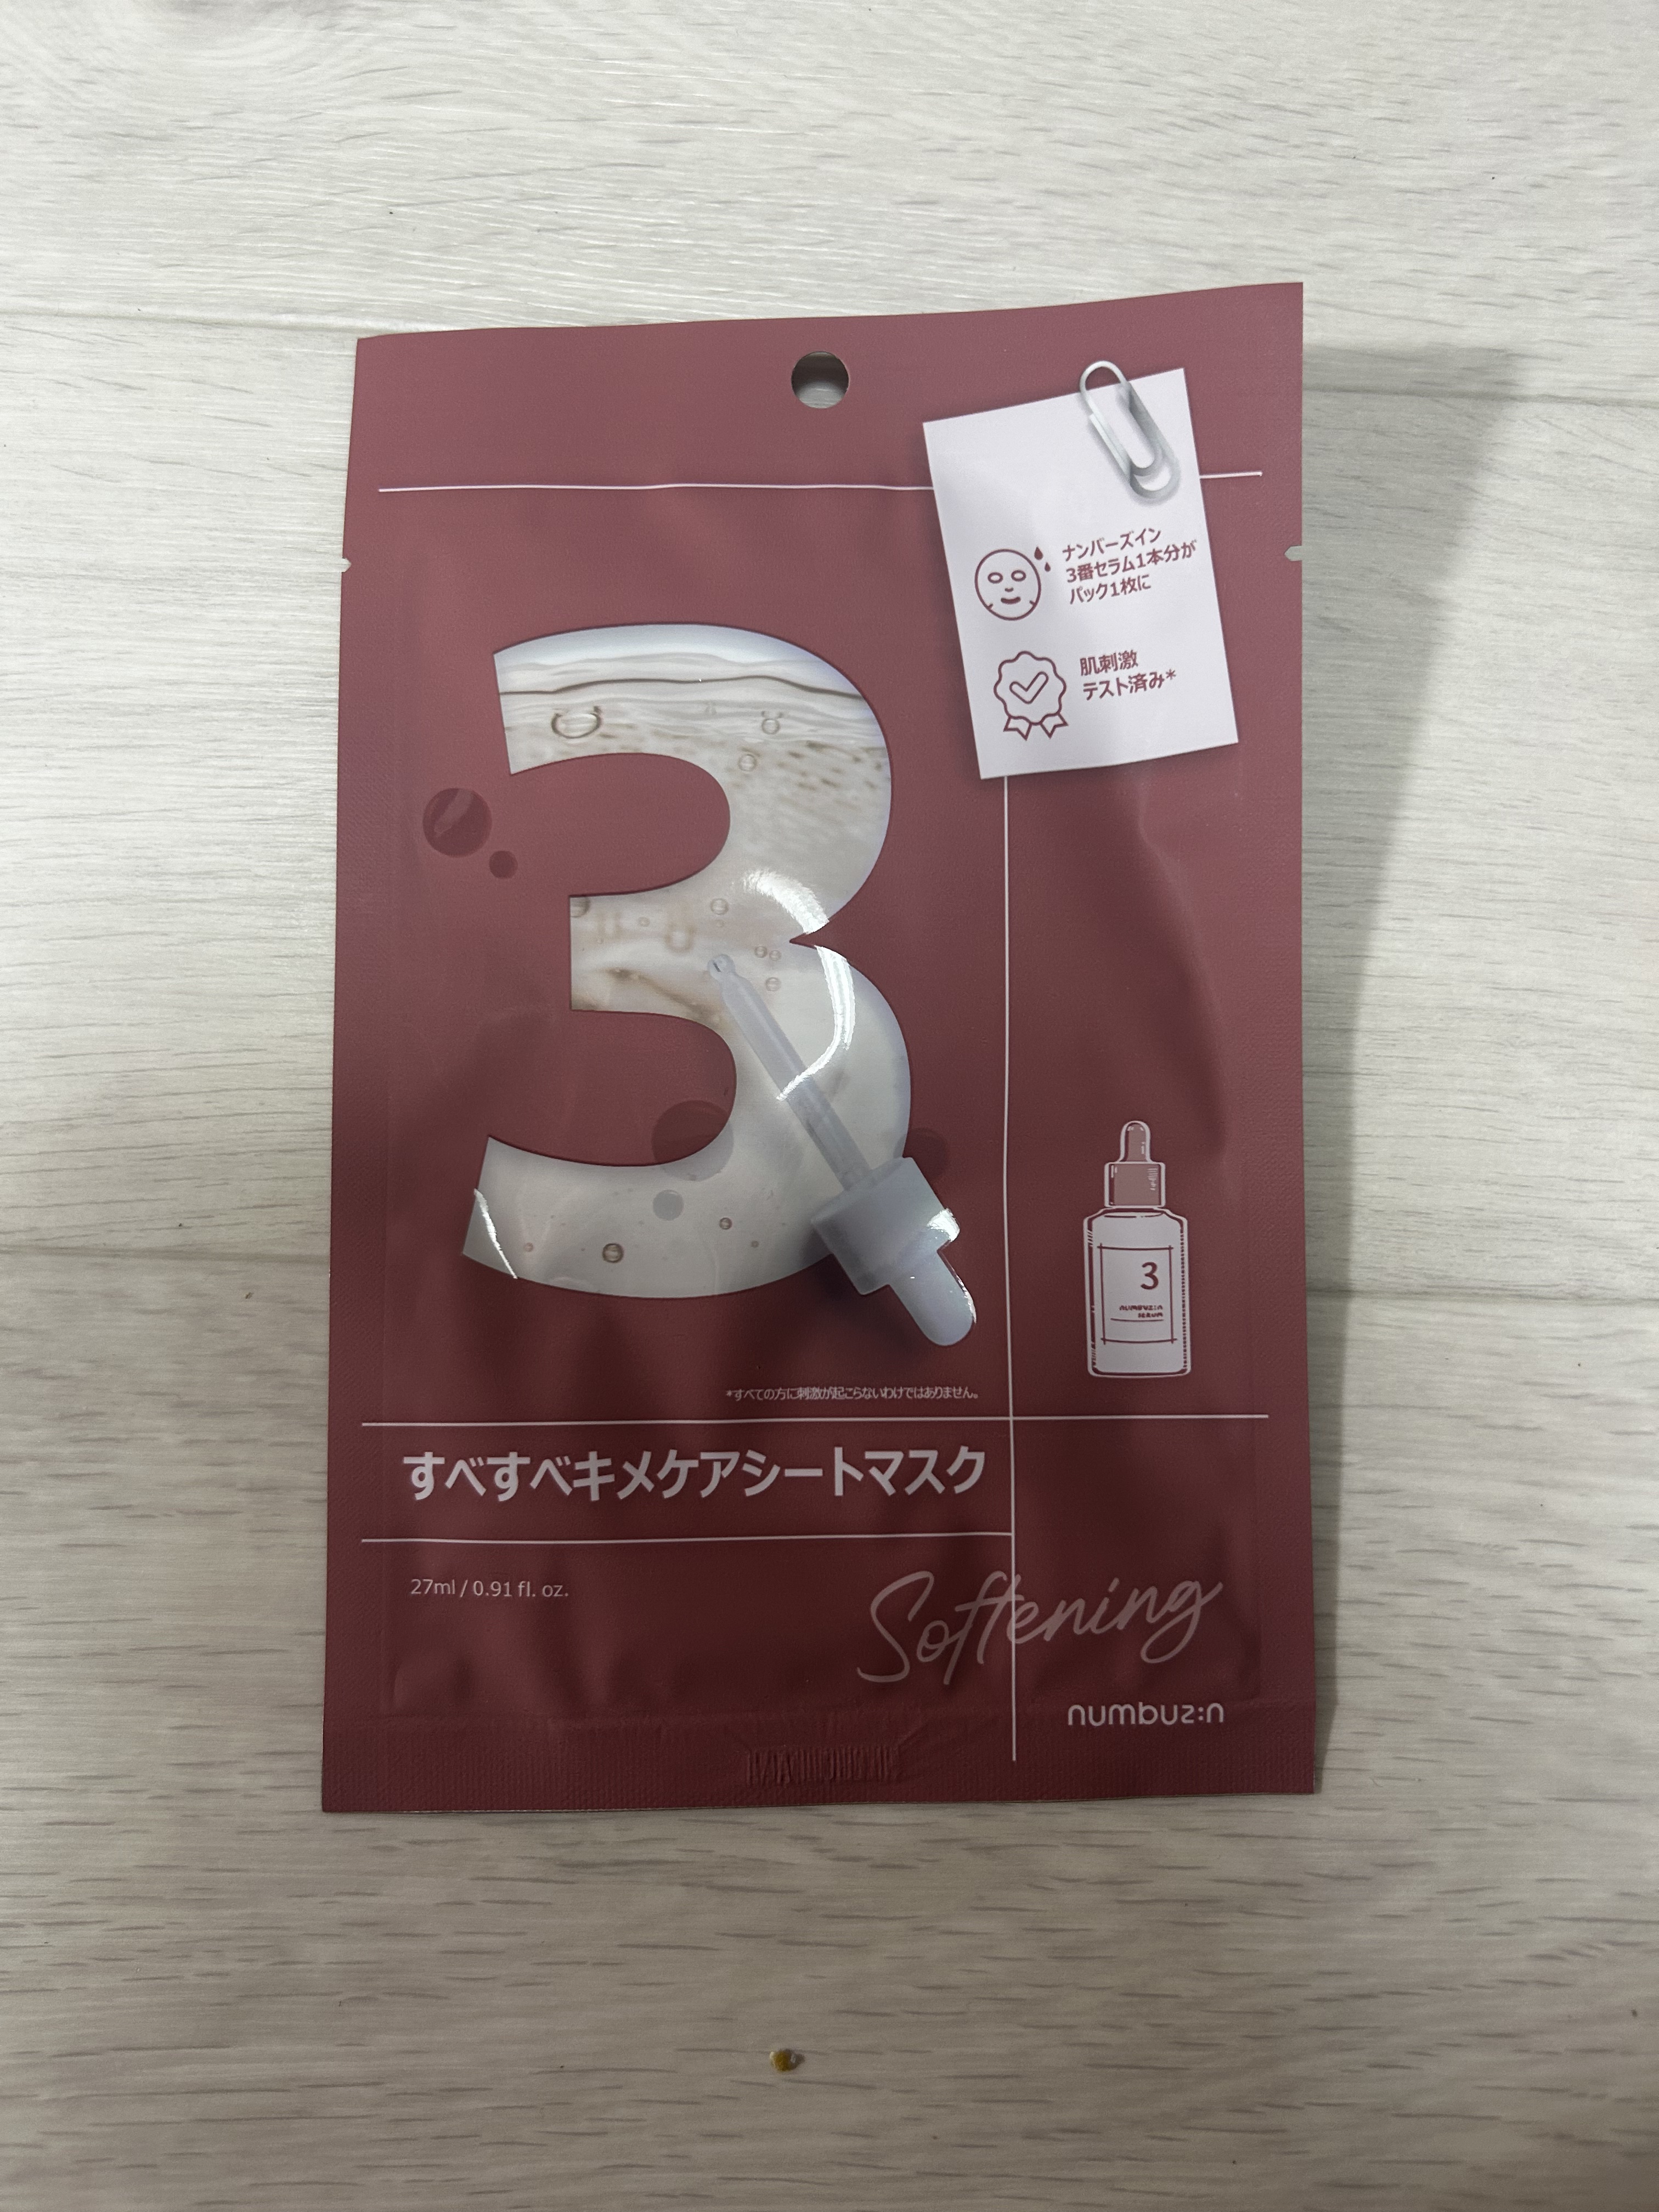 ナンバーズイン
3番セラム1本分が
パック1枚に
肌刺激
テスト済み*
3
3
numbuz:n
serum
*すべての方に刺激が起こらないわけではありません。
すべすべキメケアシートマスク
27ml / 0.91 fl. oz.
Softening
numbuz:n